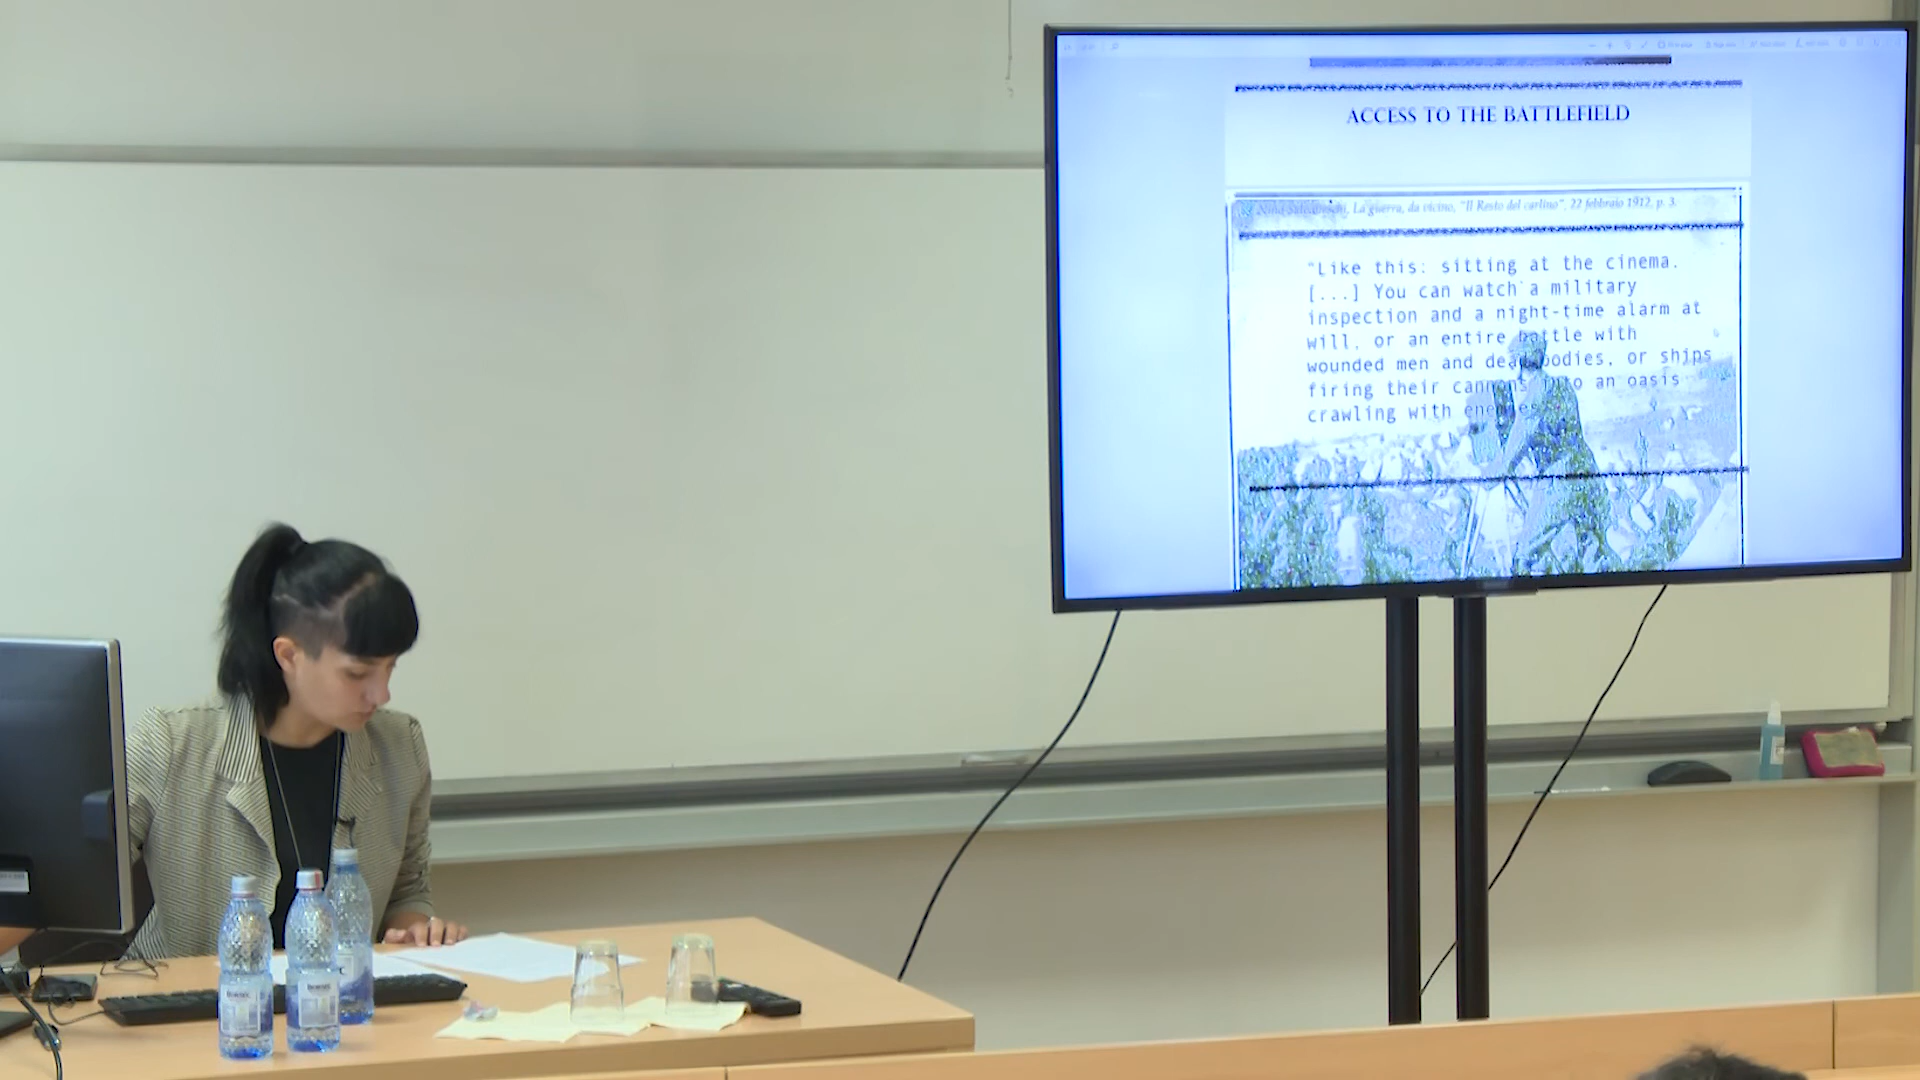 ACCESS TO THE BATTLEFIELD
La guerra, da vicino, "Il Resto del carlino", 22 febbraio 1912, p. 3.
"Like this: sitting at the cinema.
[...] You can watch a military
inspection and a night-time alarm at
will, or an entire battle with
wounded men and dead bodies, or ships
firing their cannons into an oasis
crawling with enemies